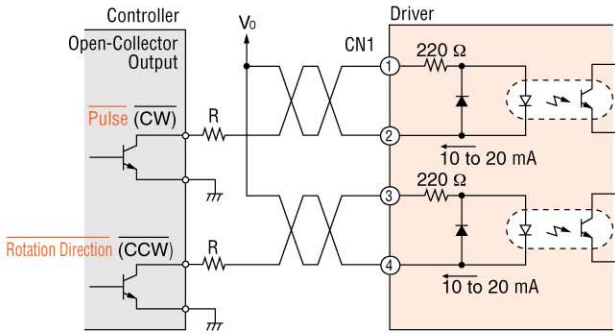 Controller
Open-Collector
Output
Pulse (CW)
R
Rotation Direction (CCW)
R
V₀
CN1
Driver
1
220 Ω
2
10 to 20 mA
3
220 Ω
4
10 to 20 mA